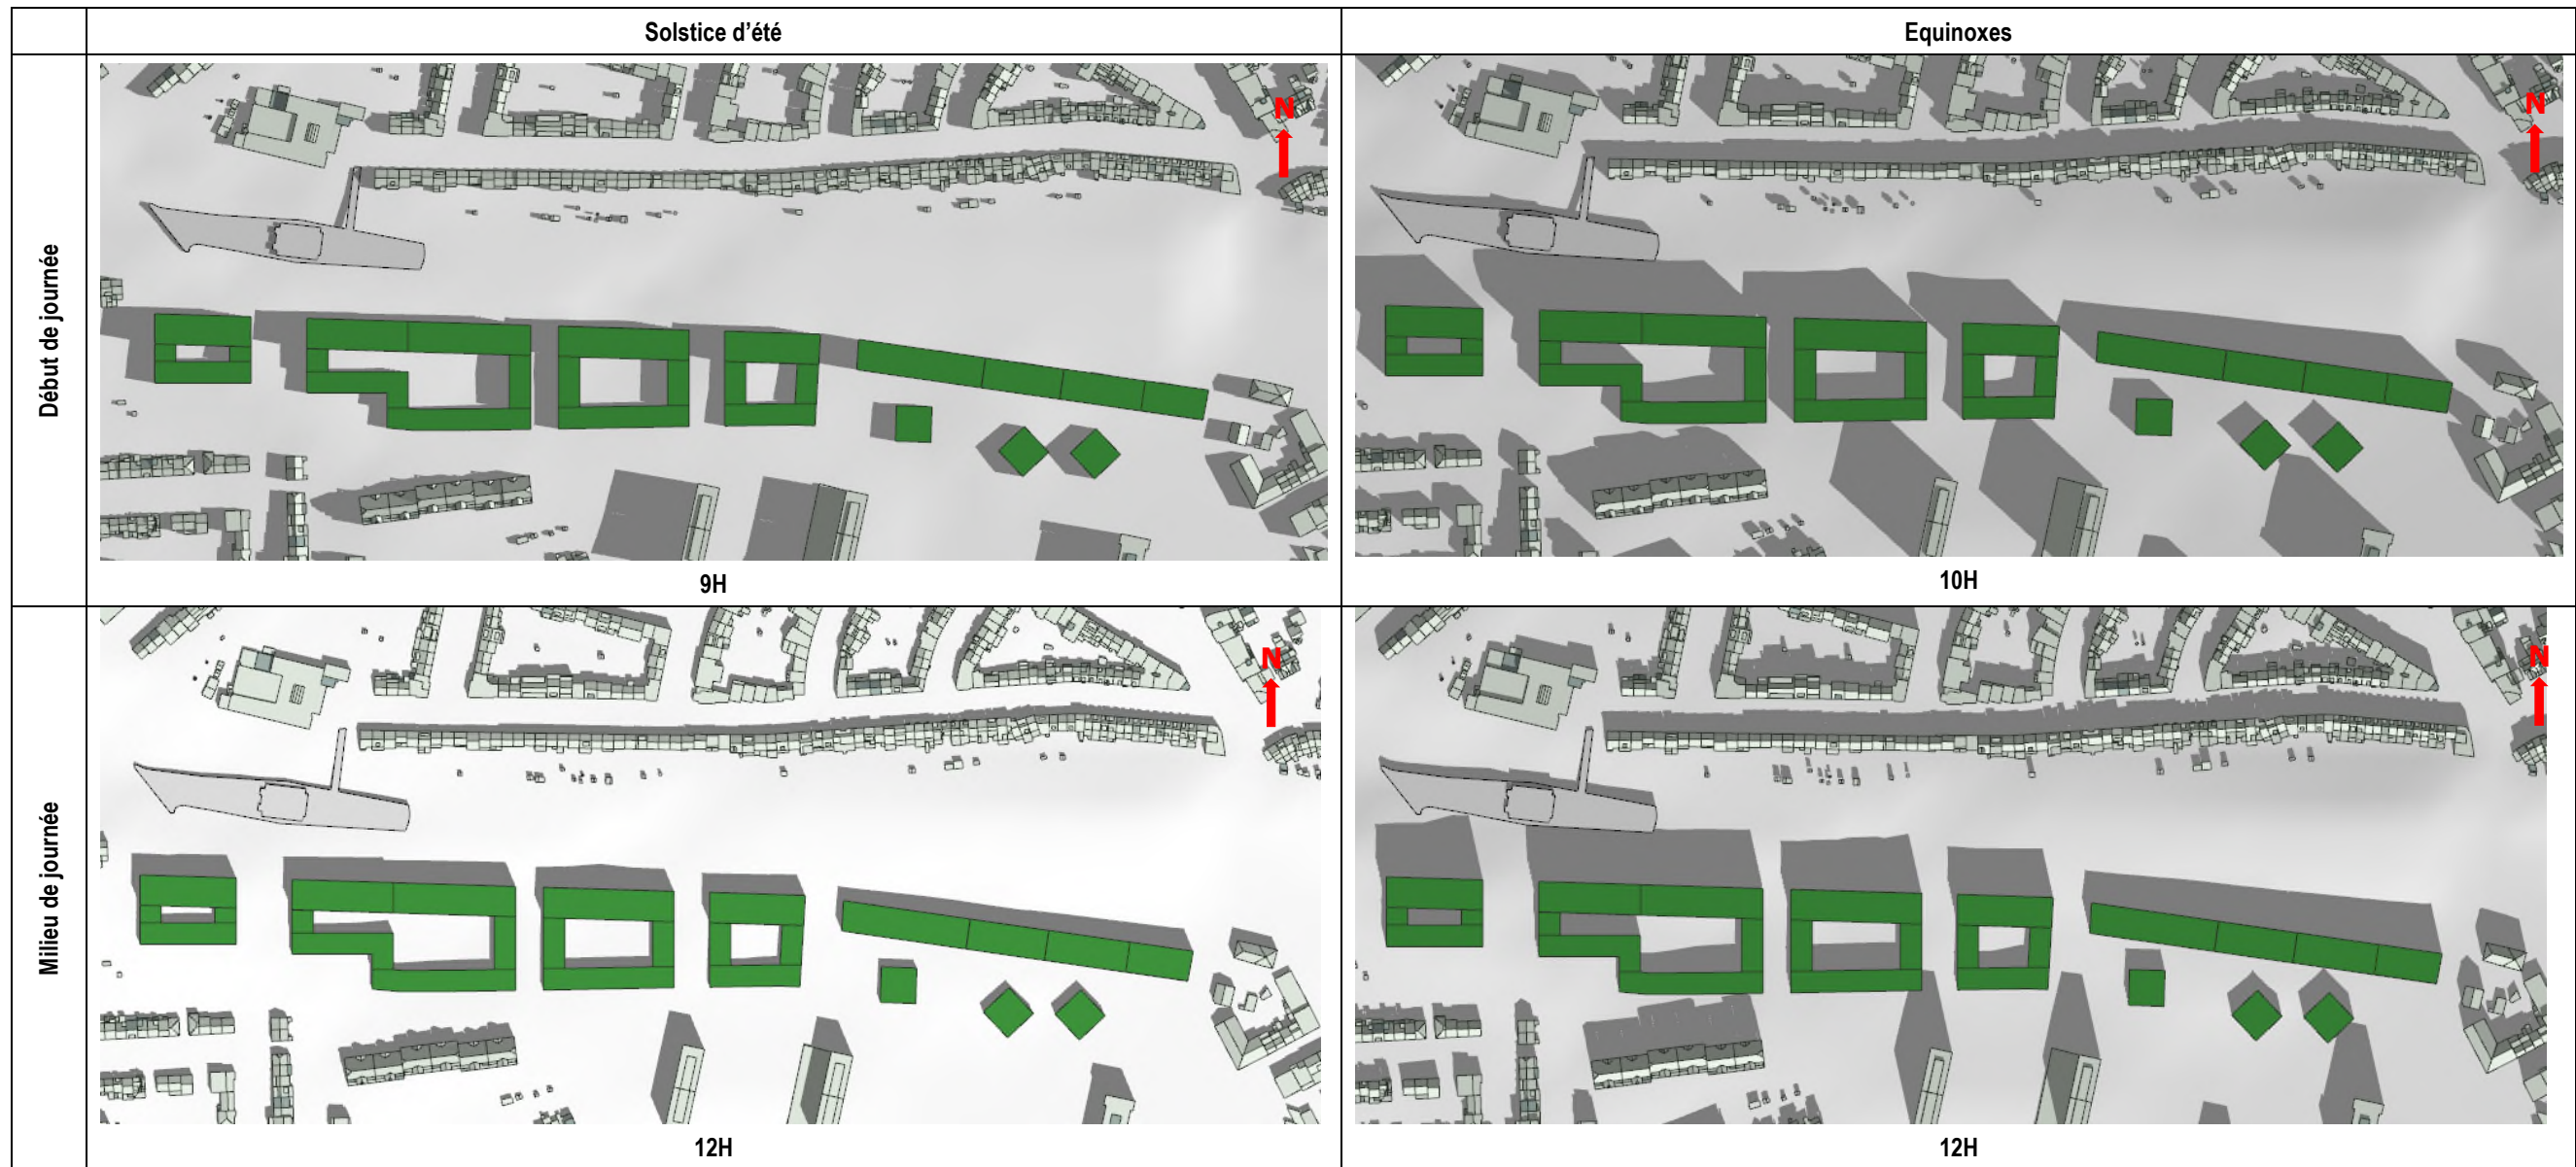 Solstice d'été
Equinoxes
Début de journée
N
N
9H
10H
Milieu de journée
N
N
12H
12H